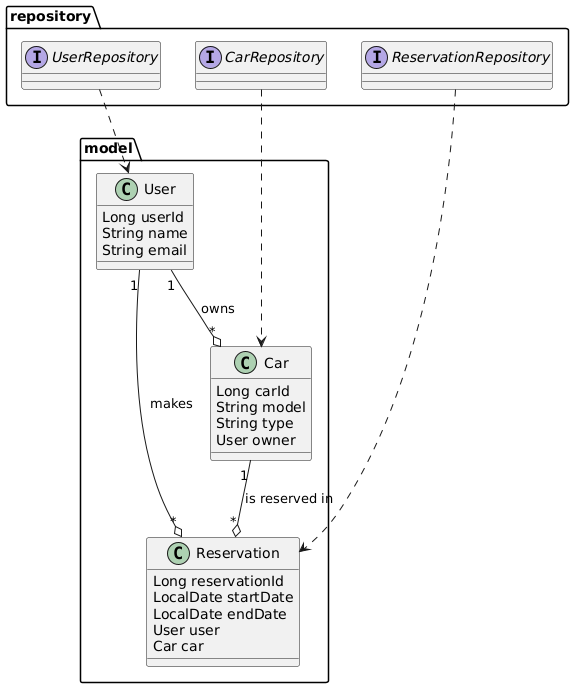 repository
I UserRepository
I CarRepository
I ReservationRepository
model
C User
Long userId
String name
String email
1
1
owns
*
C Car
Long carId
String model
String type
User owner
makes
1
is reserved in
*
*
C Reservation
Long reservationId
LocalDate startDate
LocalDate endDate
User user
Car car